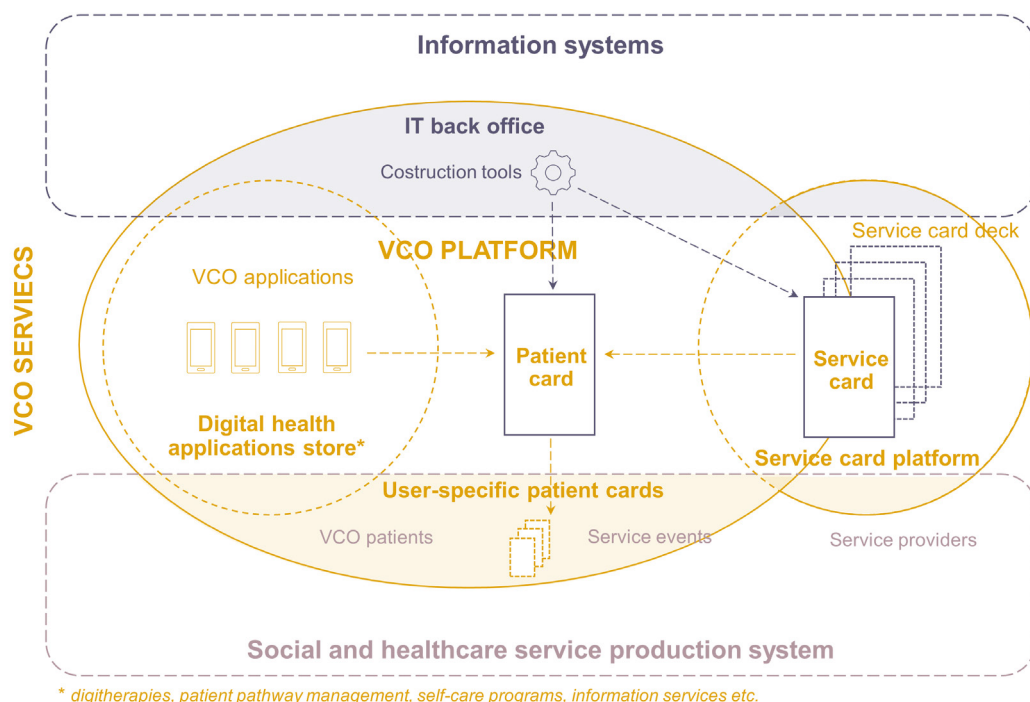 Information systems
IT back office
Costruction tools
Service card deck
VCO PLATFORM
VCO applications
VCO SERVIECS
Patient
card
Service
card
Digital health
applications store*
Service card platform
User-specific patient cards
VCO patients
Service events
Service providers
Social and healthcare service production system
* digitherapies, patient pathway management, self-care programs, information services etc.